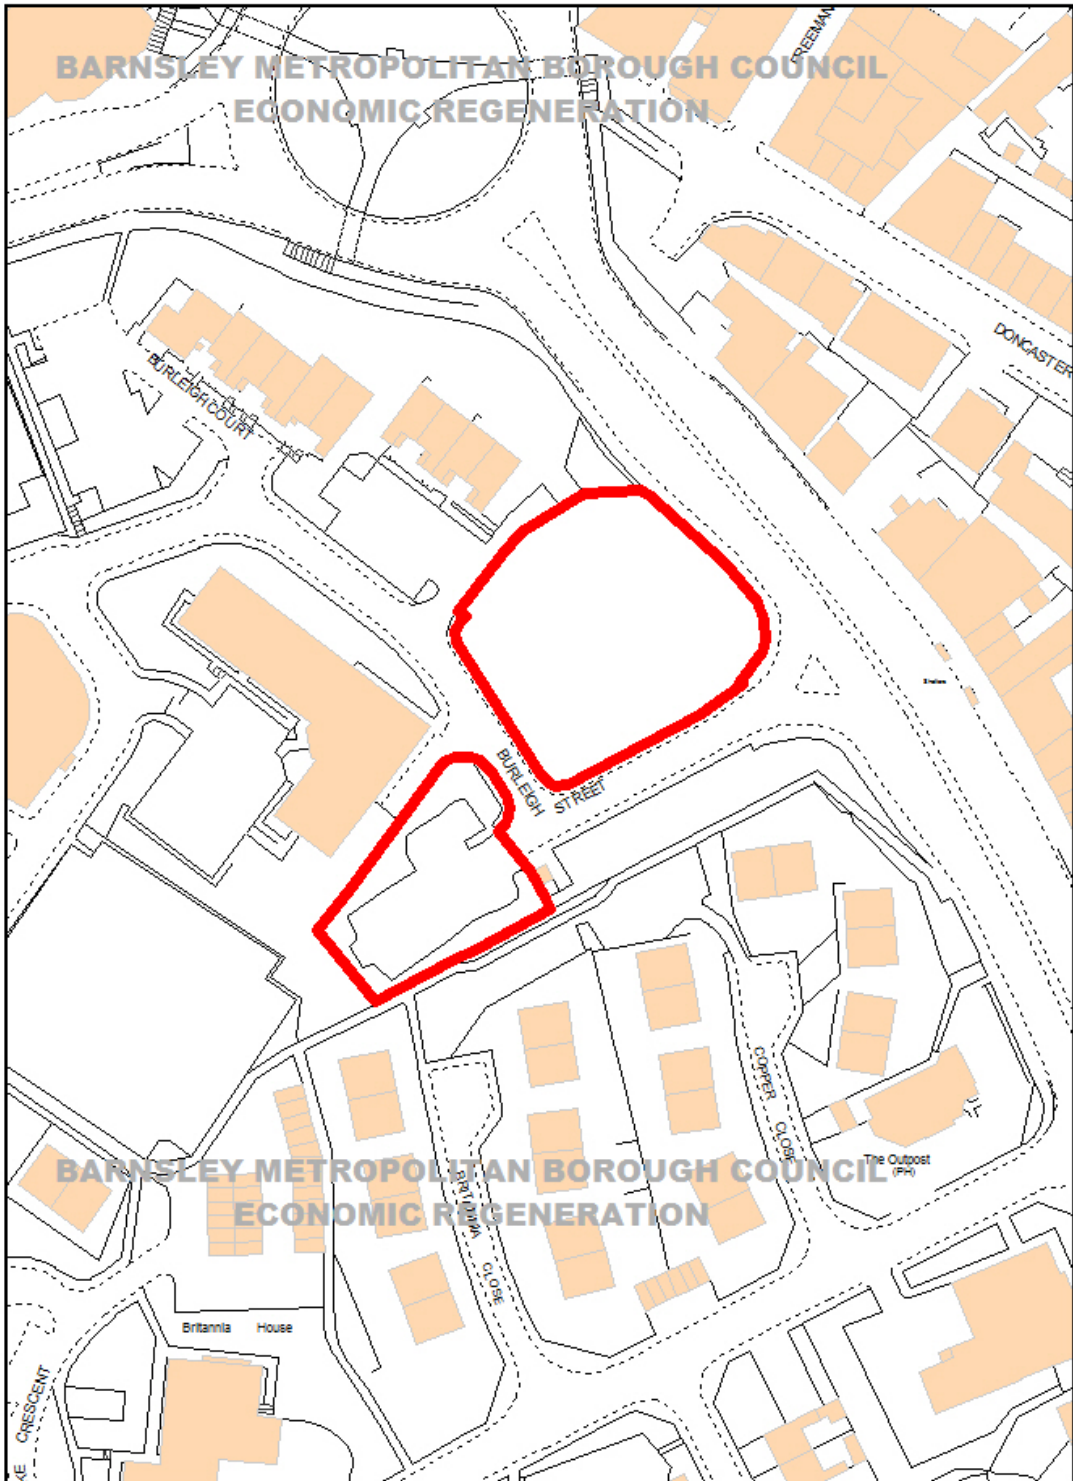 FREEMAN
BARNSLEY METROPOLITAN BOROUGH COUNCIL
ECONOMIC REGENERATION
DONCASTER
BURLEIGH COURT
BURLEIGH
STREET
COPPER CLOSE
The Outpost
(PH)
BARNSLEY METROPOLITAN BOROUGH COUNCIL
ECONOMIC REGENERATION
BRITANNIA CLOSE
Britannia House
CRESCENT